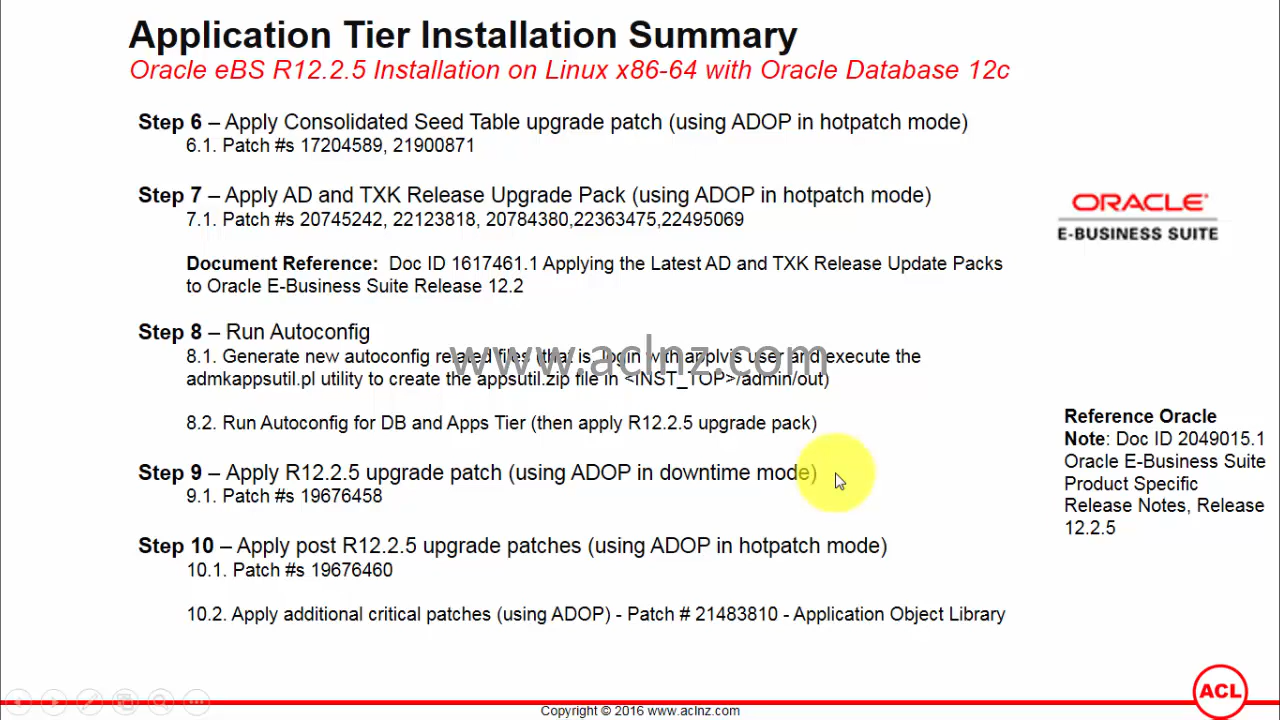 Application Tier Installation Summary
Oracle eBS R12.2.5 Installation on Linux x86-64 with Oracle Database 12c
Step 6 – Apply Consolidated Seed Table upgrade patch (using ADOP in hotpatch mode)
6.1. Patch #s 17204589, 21900871
Step 7 – Apply AD and TXK Release Upgrade Pack (using ADOP in hotpatch mode)
7.1. Patch #s 20745242, 22123818, 20784380,22363475,22495069
Document Reference: Doc ID 1617461.1 Applying the Latest AD and TXK Release Update Packs
to Oracle E-Business Suite Release 12.2
Step 8 – Run Autoconfig
8.1. Generate new autoconfig related files (that is, login with applvis user and execute the
admkappsutil.pl utility to create the appsutil.zip file in <INST_TOP>/admin/out)
www.aclnz.com
8.2. Run Autoconfig for DB and Apps Tier (then apply R12.2.5 upgrade pack)
Step 9 – Apply R12.2.5 upgrade patch (using ADOP in downtime mode)
9.1. Patch #s 19676458
Step 10 – Apply post R12.2.5 upgrade patches (using ADOP in hotpatch mode)
10.1. Patch #s 19676460
10.2. Apply additional critical patches (using ADOP) - Patch # 21483810 - Application Object Library
ORACLE
E-BUSINESS SUITE
Reference Oracle
Note: Doc ID 2049015.1
Oracle E-Business Suite
Product Specific
Release Notes, Release
12.2.5
ACL
Copyright © 2016 www.aclnz.com